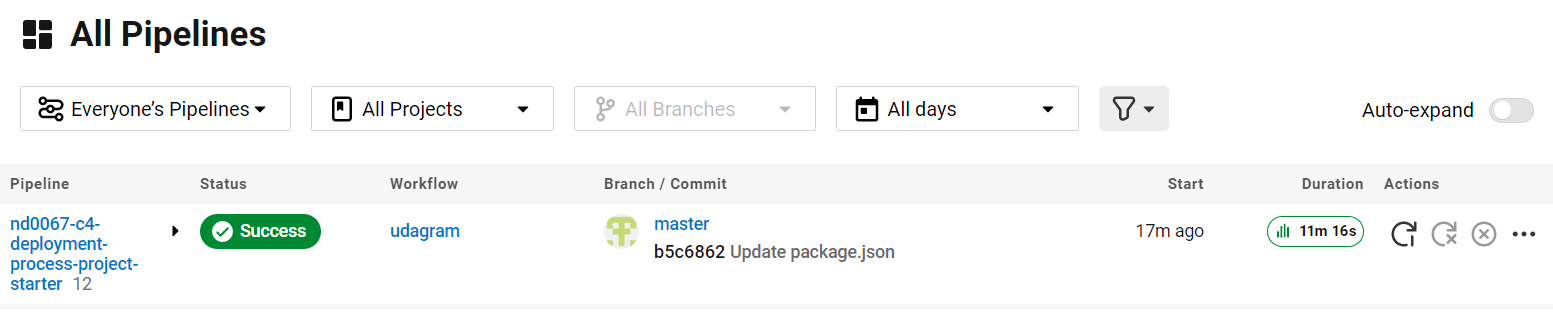 All Pipelines
Everyone’s Pipelines All Projects All Branches All days Auto-expand
Pipeline Status Workflow Branch / Commit Start Duration Actions
nd0067-c4-
deployment-
process-project-
starter 12
Success
udagram
master
b5c6862 Update package.json
17m ago
11m 16s